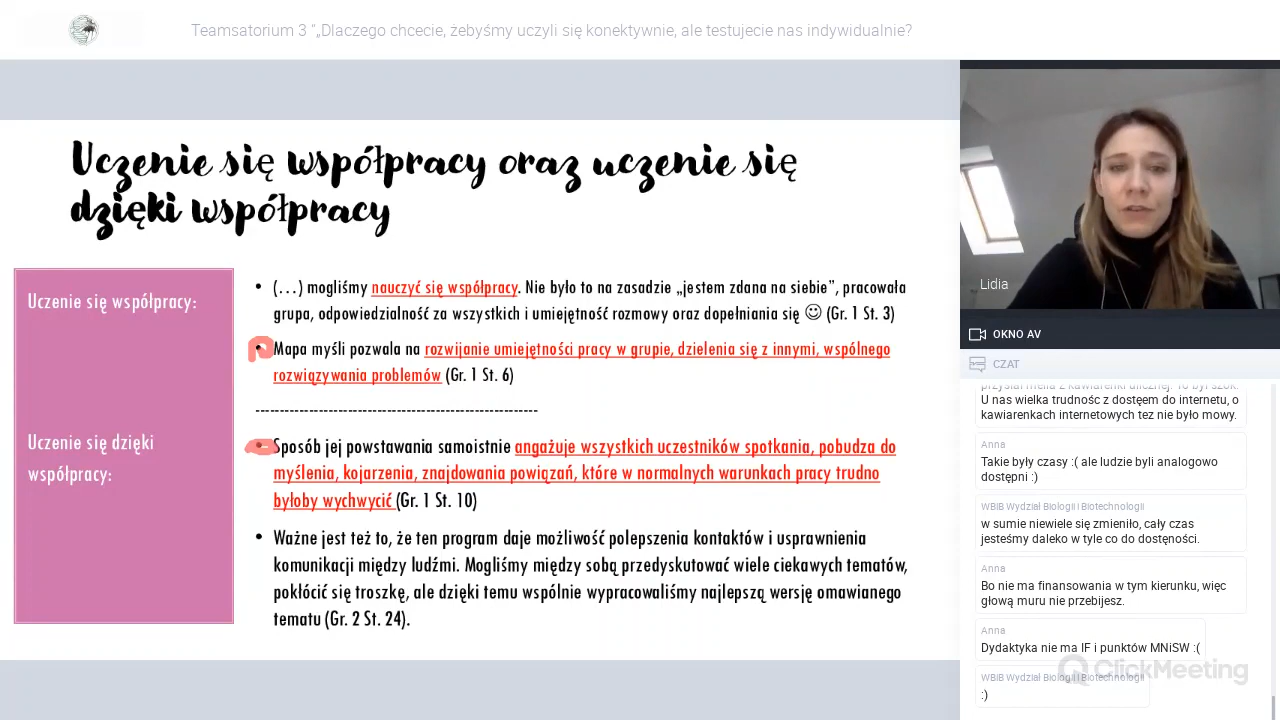 Teamsatorium 3 "„Dlaczego chcecie, żebyśmy uczyli się konektywnie, ale testujecie nas indywidualnie?
Uczenie się współpracy oraz uczenie się
dzięki współpracy
Uczenie się współpracy:
• (...) mogliśmy nauczyć się współpracy. Nie było to na zasadzie „jestem zdana na siebie”, pracowała
grupa, odpowiedzialność za wszystkich i umiejętność rozmowy oraz dopełniania się ☺ (Gr. 1 St. 3)
• Mapa myśli pozwala na rozwijanie umiejętności pracy w grupie, dzielenia się z innymi, wspólnego
rozwiązywania problemów (Gr. 1 St. 6)
----------------------------------------------------------
Uczenie się dzięki
współpracy:
• Sposób jej powstawania samoistnie angażuje wszystkich uczestników spotkania, pobudza do
myślenia, kojarzenia, znajdowania powiązań, które w normalnych warunkach pracy trudno
byłoby wychwycić (Gr. 1 St. 10)
• Ważne jest też to, że ten program daje możliwość polepszenia kontaktów i usprawnienia
komunikacji między ludźmi. Mogliśmy między sobą przedyskutować wiele ciekawych tematów,
pokłócić się troszkę, ale dzięki temu wspólnie wypracowaliśmy najlepszą wersję omawianego
tematu (Gr. 2 St. 24).
Lidia
OKNO AV
CZAT
U nas wielka trudnośc z dostęem do internetu, o
kawiarenkach internetowych tez nie było mowy.
Anna
Takie były czasy :( ale ludzie byli analogowo
dostępni :)
WBiB Wydział Biologii i Biotechnologii
w sumie niewiele się zmieniło, cały czas
jesteśmy daleko w tyle co do dostęności.
Anna
Bo nie ma finansowania w tym kierunku, więc
głową muru nie przebijesz.
Anna
Dydaktyka nie ma IF i punktów MNiSW :(
ClickMeeting
WBiB Wydział Biologii i Biotechnologii
:)